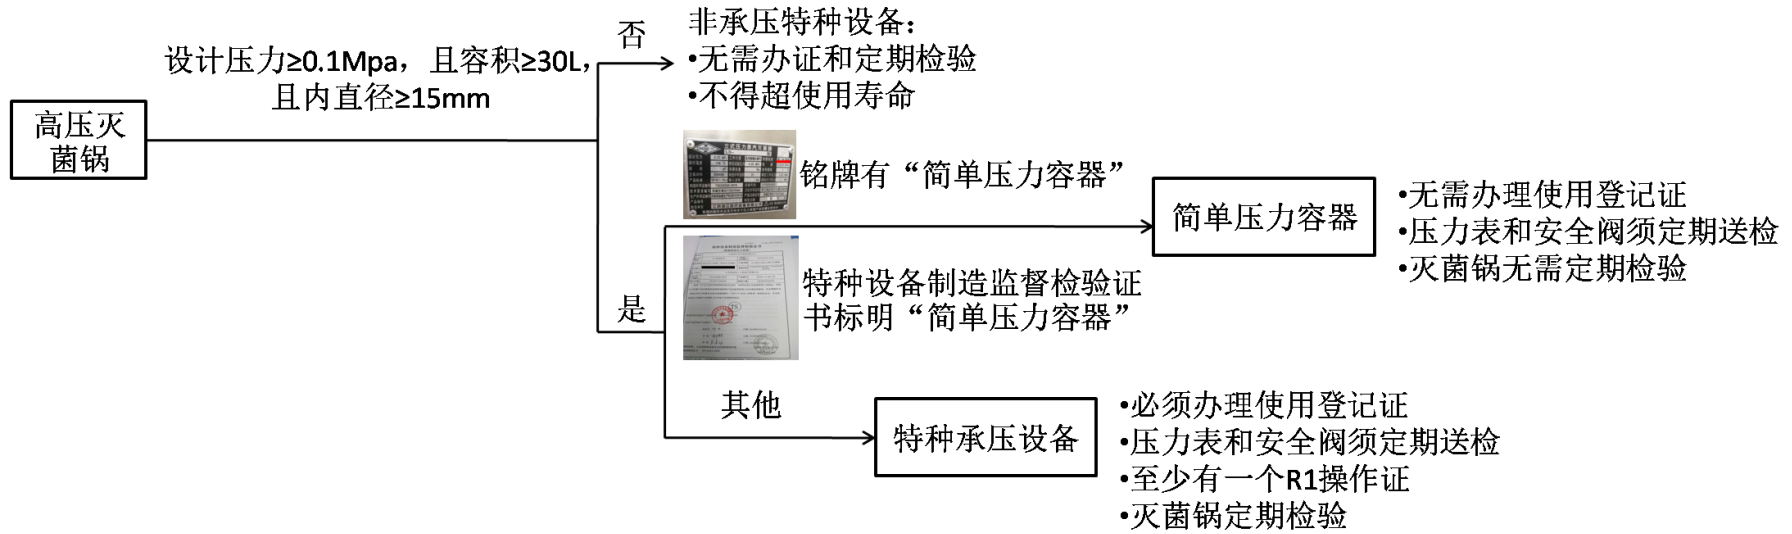 高压灭
菌锅
设计压力≥0.1Mpa，且容积≥30L，
且内直径≥15mm
否
非承压特种设备：
•无需办证和定期检验
•不得超使用寿命
是
铭牌有“简单压力容器”
特种设备制造监督检验证
书标明“简单压力容器”
简单压力容器
•无需办理使用登记证
•压力表和安全阀须定期送检
•灭菌锅无需定期检验
其他
特种承压设备
•必须办理使用登记证
•压力表和安全阀须定期送检
•至少有一个R1操作证
•灭菌锅定期检验